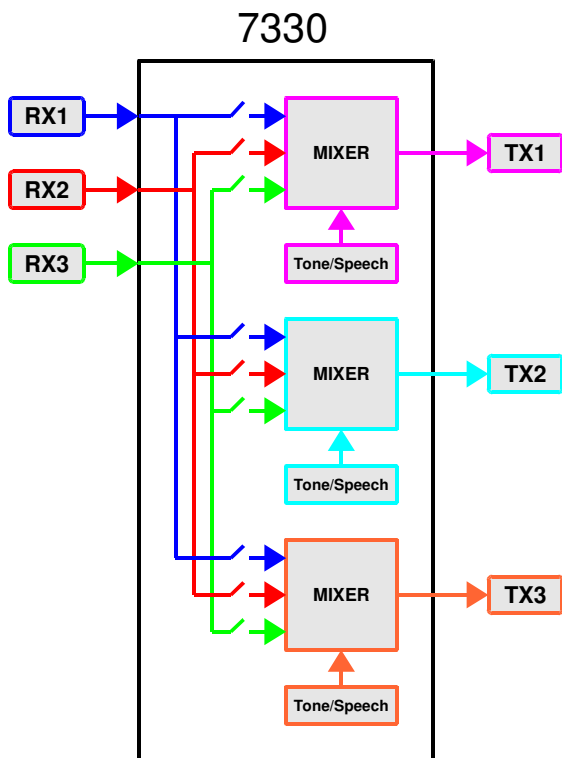 7330
RX1
MIXER
TX1
RX2
RX3
Tone/Speech
MIXER
TX2
Tone/Speech
MIXER
TX3
Tone/Speech